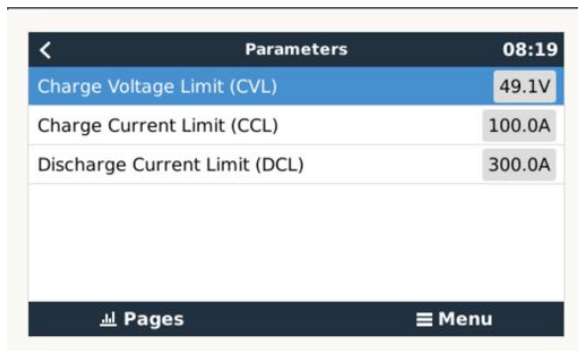 Parameters 08:19
Charge Voltage Limit (CVL) 49.1V
Charge Current Limit (CCL) 100.0A
Discharge Current Limit (DCL) 300.0A
Pages Menu